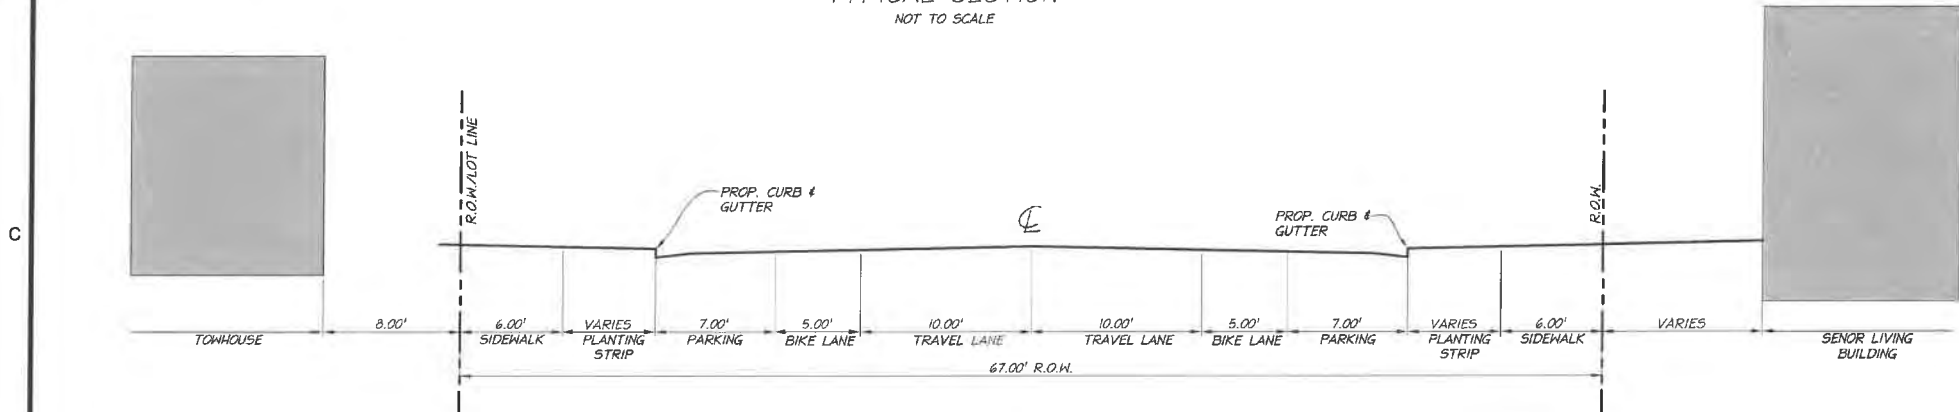 NOT TO SCALE
C
R.O.W./LOT LINE
PROP. CURB &
GUTTER
CL
PROP. CURB &
GUTTER
R.O.W.
8.00' 6.00' VARIES 7.00' 5.00' 10.00' 10.00' 5.00' 7.00' VARIES 6.00' VARIES
TOWHOUSE SIDEWALK PLANTING PARKING BIKE LANE TRAVEL LANE TRAVEL LANE BIKE LANE PARKING PLANTING SIDEWALK SENOR LIVING
STRIP STRIP BUILDING
67.00' R.O.W.